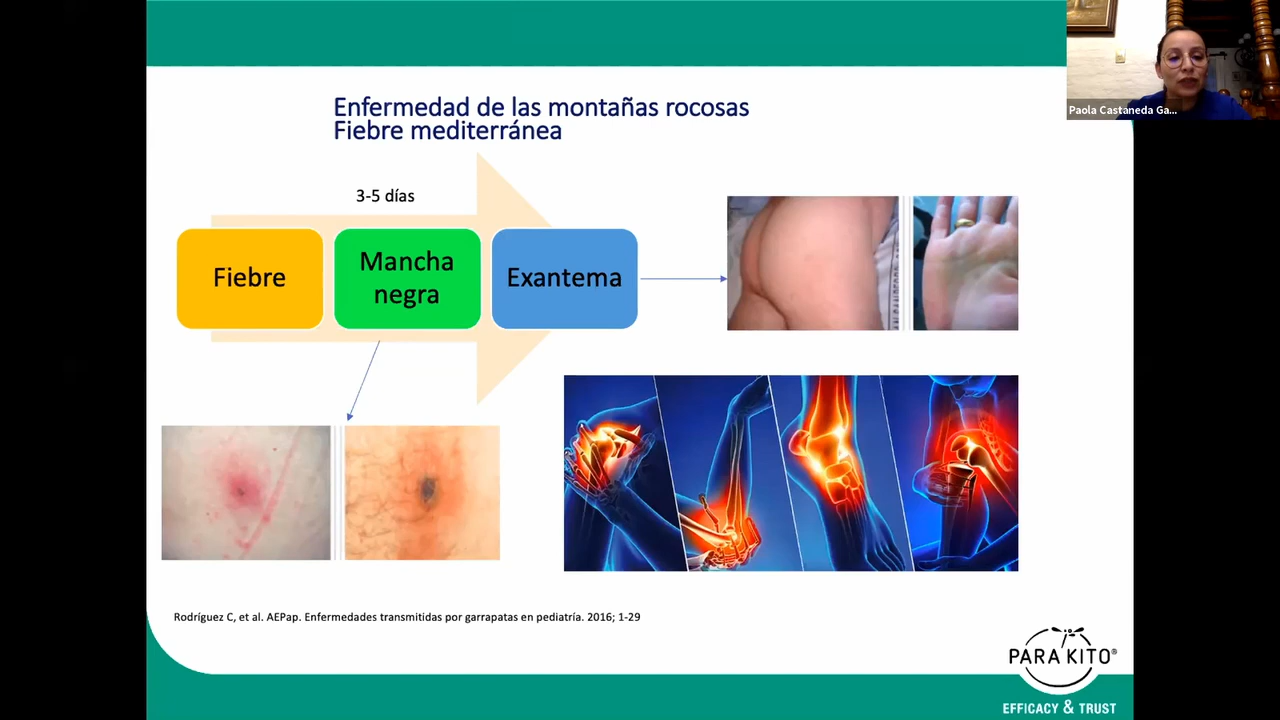 Enfermedad de las montañas rocosas
Fiebre mediterránea
3-5 días
Fiebre
Mancha
negra
Exantema
Paola Castaneda Ga...
Rodríguez C, et al. AEPap. Enfermedades transmitidas por garrapatas en pediatría. 2016; 1-29
PARA KITO®
EFFICACY & TRUST